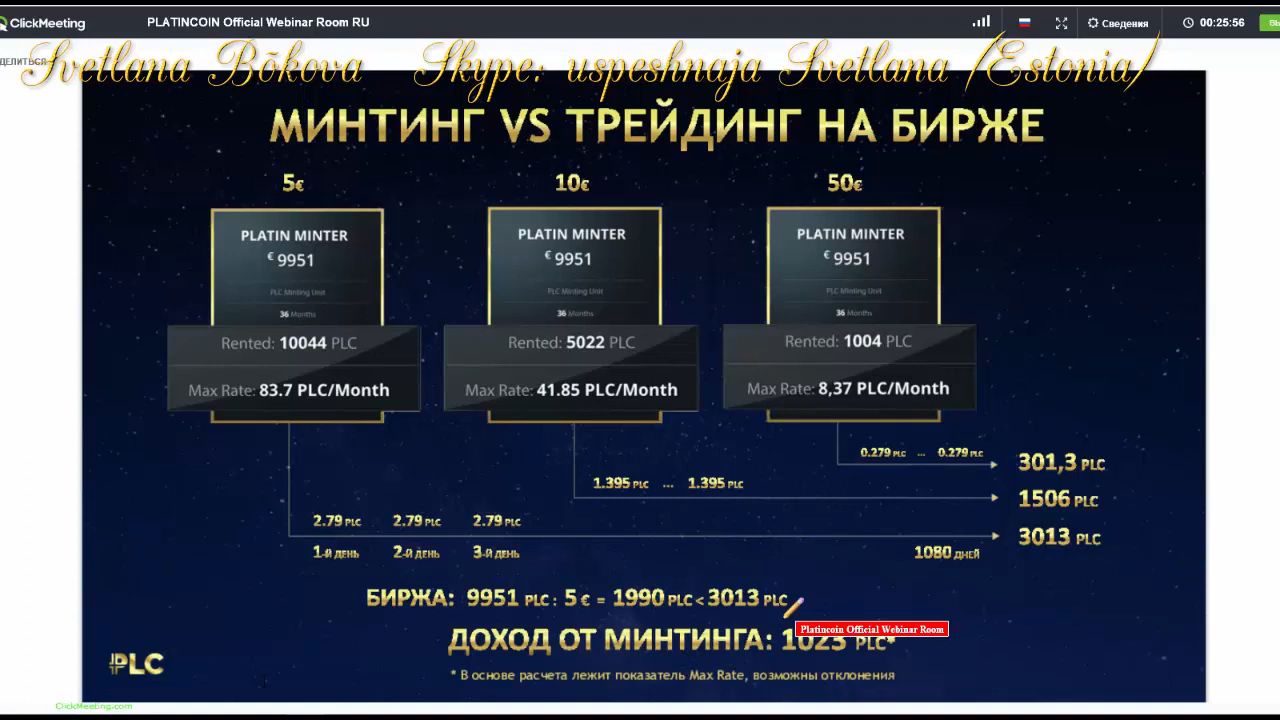 ClickMeeting PLATINCOIN Official Webinar Room RU Сведения 00:25:56
ДЕЛИТЬСЯ
Svetlana Bõkova Skype: uspeshnaja Svetlana (Estonia)
МИНТИНГ VS ТРЕЙДИНГ НА БИРЖЕ
5€ 10€ 50€
PLATIN MINTER PLATIN MINTER PLATIN MINTER
€ 9951 € 9951 € 9951
PLC Minting Unit PLC Minting Unit PLC Minting Unit
36 Months 36 Months 36 Months
Rented: 10044 PLC Rented: 5022 PLC Rented: 1004 PLC
Max Rate: 83.7 PLC/Month Max Rate: 41.85 PLC/Month Max Rate: 8,37 PLC/Month
0.279 PLC ... 0.279 PLC 301,3 PLC
1.395 PLC ... 1.395 PLC 1506 PLC
2.79 PLC 2.79 PLC 2.79 PLC 3013 PLC
1-й ДЕНЬ 2-й ДЕНЬ 3-й ДЕНЬ 1080 ДНЕЙ
БИРЖА: 9951 PLC : 5 € = 1990 PLC < 3013 PLC
Platincoin Official Webinar Room
ДОХОД ОТ МИНТИНГА: 1023 PLC*
PLC
* В основе расчета лежит показатель Max Rate, возможны отклонения
ClickMeeting.com